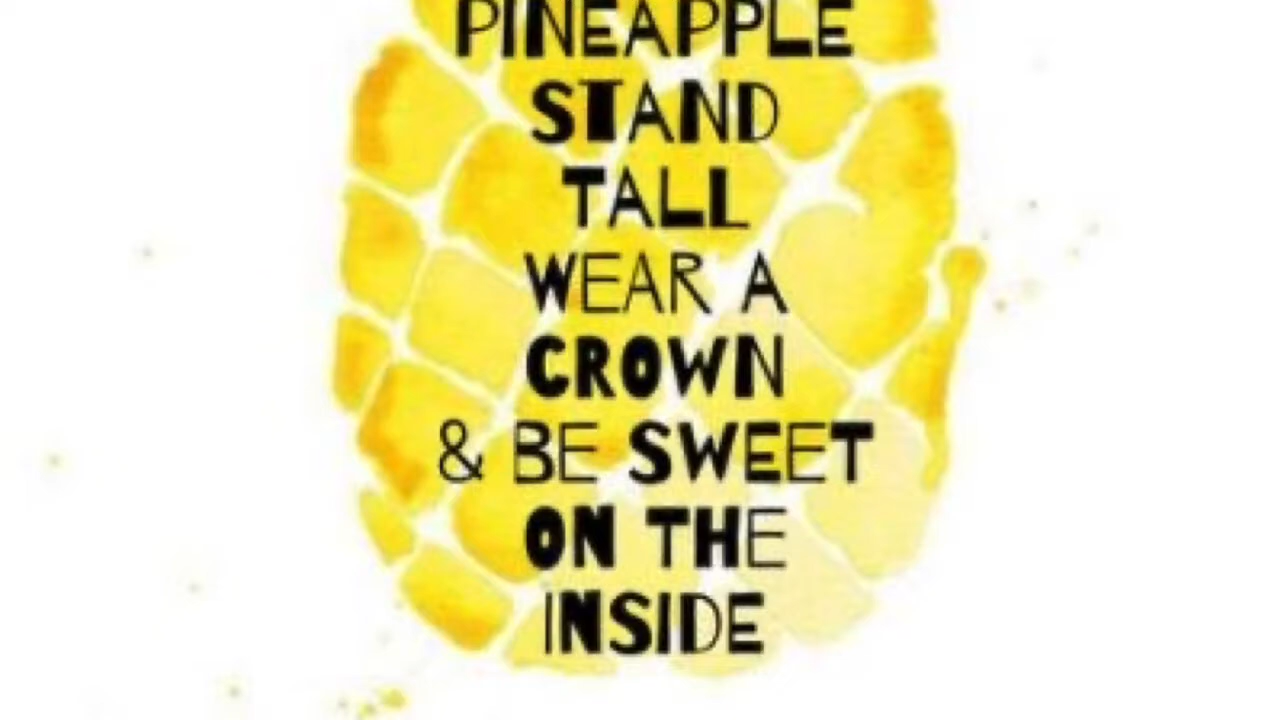 PINEAPPLE
STAND
TALL
WEAR A
CROWN
& BE SWEET
ON THE
INSIDE